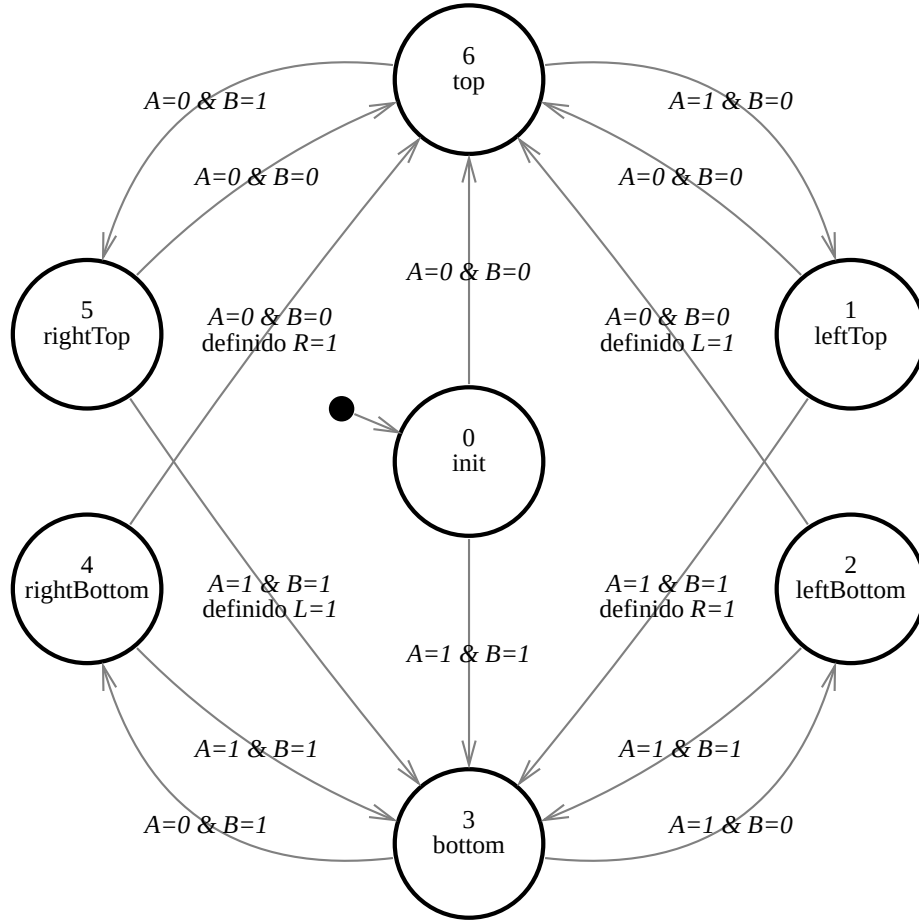 6
top
A=0 & B=1
A=1 & B=0
A=0 & B=0
A=0 & B=0
A=0 & B=0
5
rightTop
A=0 & B=0
definido R=1
A=0 & B=0
definido L=1
1
leftTop
0
init
4
rightBottom
A=1 & B=1
definido L=1
A=1 & B=1
definido R=1
2
leftBottom
A=1 & B=1
A=1 & B=1
A=1 & B=1
A=0 & B=1
A=1 & B=0
3
bottom